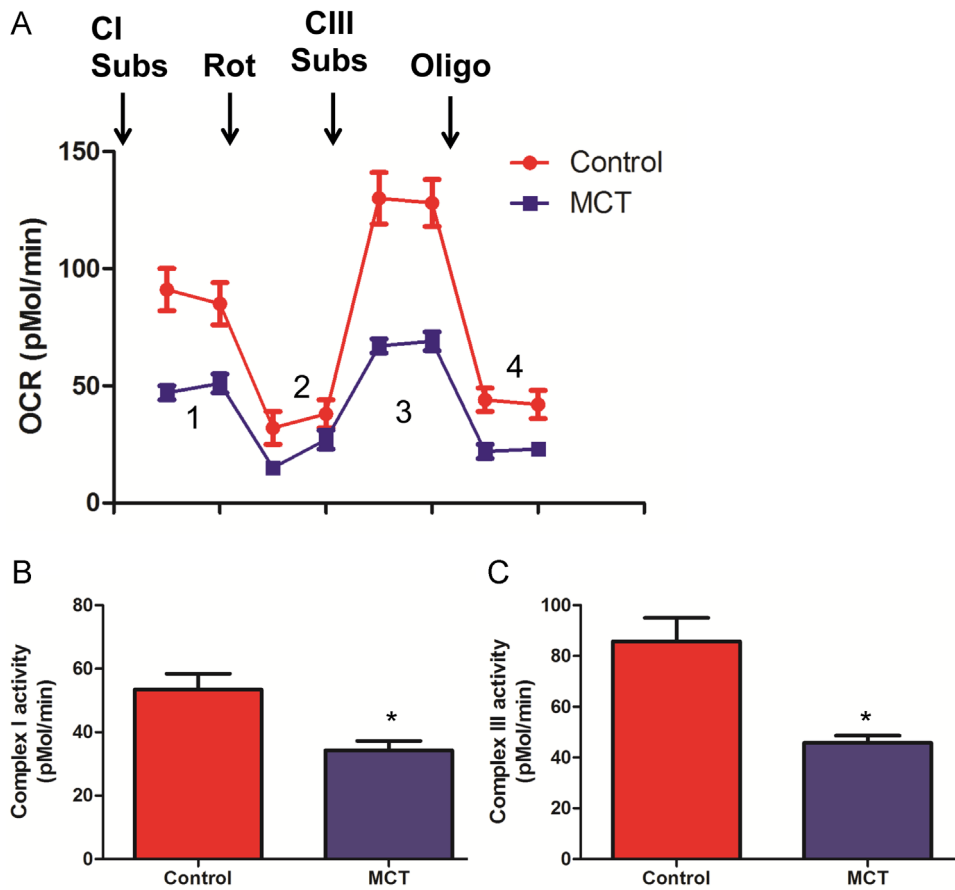 A
CI
Subs
Rot
CIII
Subs
Oligo
150
100
50
0
OCR (pMol/min)
Control
MCT
1
2
3
4
B
80
60
40
20
0
Complex I activity
(pMol/min)
*
Control
MCT
C
100
80
60
40
20
0
Complex III activity
(pMol/min)
*
Control
MCT